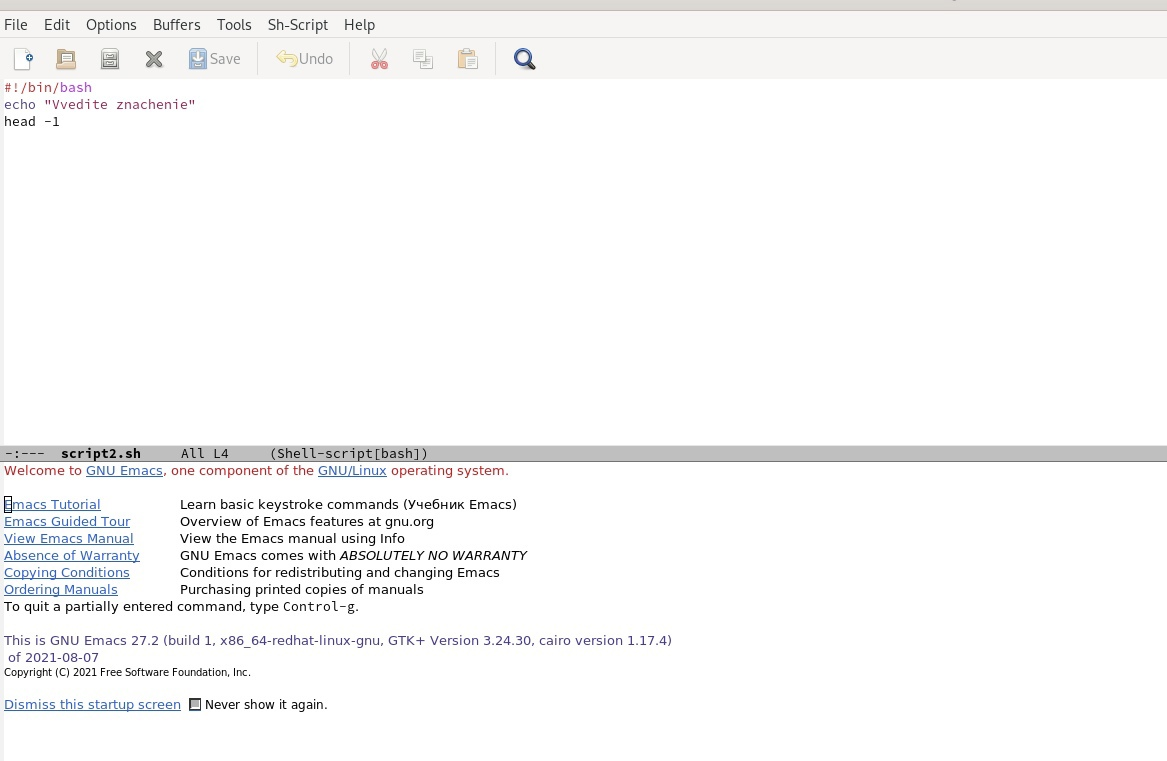 File Edit Options Buffers Tools Sh-Script Help
Save Undo
#!/bin/bash
echo "Vvedite znachenie"
head -1
-:--- script2.sh All L4 (Shell-script[bash])
Welcome to GNU Emacs, one component of the GNU/Linux operating system.
Emacs Tutorial Learn basic keystroke commands (Учебник Emacs)
Emacs Guided Tour Overview of Emacs features at gnu.org
View Emacs Manual View the Emacs manual using Info
Absence of Warranty GNU Emacs comes with ABSOLUTELY NO WARRANTY
Copying Conditions Conditions for redistributing and changing Emacs
Ordering Manuals Purchasing printed copies of manuals
To quit a partially entered command, type Control-g.
This is GNU Emacs 27.2 (build 1, x86_64-redhat-linux-gnu, GTK+ Version 3.24.30, cairo version 1.17.4)
of 2021-08-07
Copyright (C) 2021 Free Software Foundation, Inc.
Dismiss this startup screen Never show it again.